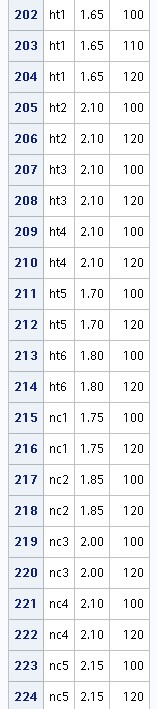 202 ht1 1.65 100
203 ht1 1.65 110
204 ht1 1.65 120
205 ht2 2.10 100
206 ht2 2.10 120
207 ht3 2.10 100
208 ht3 2.10 120
209 ht4 2.10 100
210 ht4 2.10 120
211 ht5 1.70 100
212 ht5 1.70 120
213 ht6 1.80 100
214 ht6 1.80 120
215 nc1 1.75 100
216 nc1 1.75 120
217 nc2 1.85 100
218 nc2 1.85 120
219 nc3 2.00 100
220 nc3 2.00 120
221 nc4 2.10 100
222 nc4 2.10 120
223 nc5 2.15 100
224 nc5 2.15 120